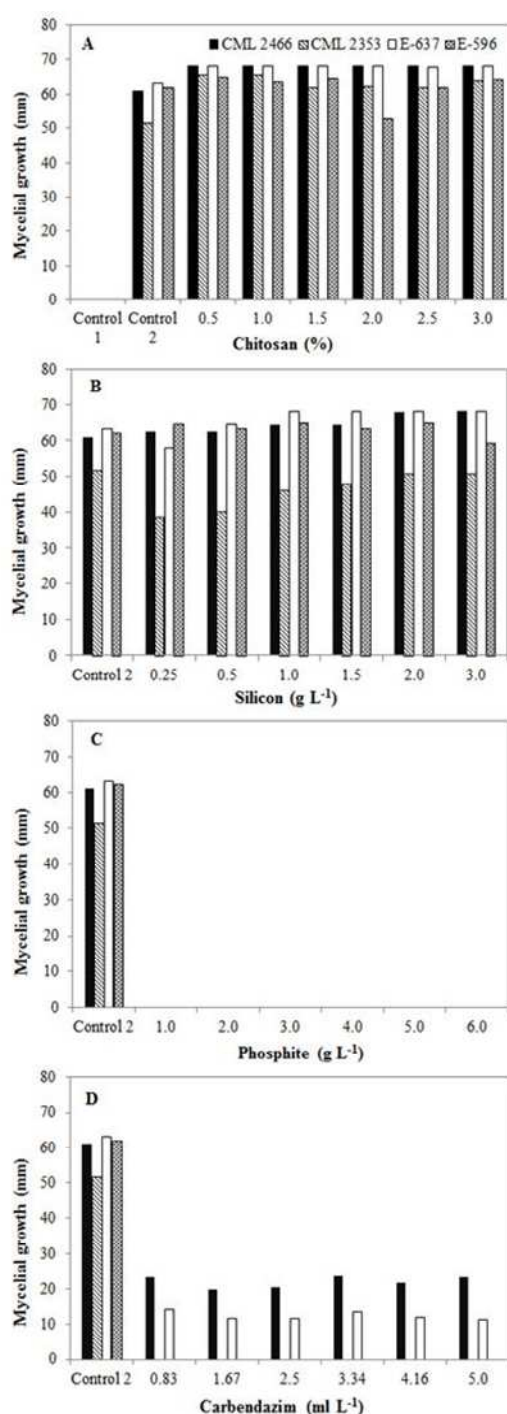 A
CML 2466 CML 2353 E-637 E-596
Mycelial growth (mm)
80
70
60
50
40
30
20
10
0
Control 1 Control 2 0.5 1.0 1.5 2.0 2.5 3.0
Chitosan (%)
B
Mycelial growth (mm)
80
70
60
50
40
30
20
10
0
Control 2 0.25 0.5 1.0 1.5 2.0 3.0
Silicon (g L-1)
C
Mycelial growth (mm)
80
70
60
50
40
30
20
10
0
Control 2 1.0 2.0 3.0 4.0 5.0 6.0
Phosphite (g L-1)
D
Mycelial growth (mm)
80
70
60
50
40
30
20
10
0
Control 2 0.83 1.67 2.5 3.34 4.16 5.0
Carbendazim (ml L-1)